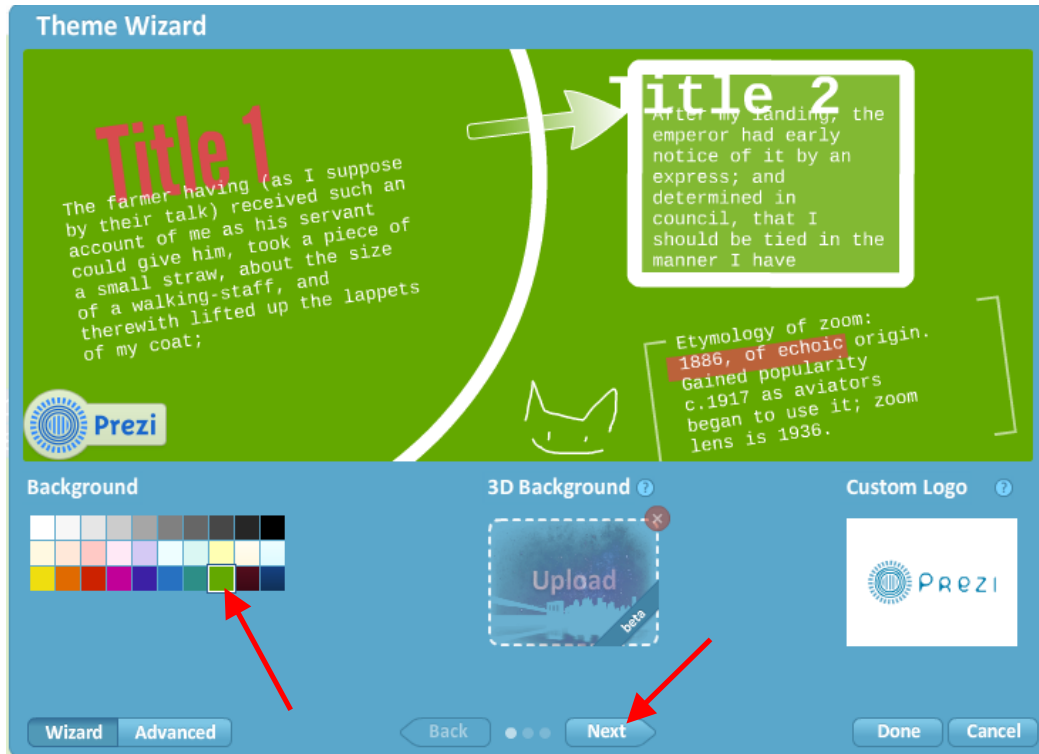 Theme Wizard
Title 1
The farmer having (as I suppose
by their talk) received such an
account of me as his servant
could give him, took a piece of
a small straw, about the size
of a walking-staff, and
therewith lifted up the lappets
of my coat;
Title 2
After my landing, the
emperor had early
notice of it by an
express; and
determined in
council, that I
should be tied in the
manner I have
Etymology of zoom:
1886, of echoic origin.
Gained popularity
c.1917 as aviators
began to use it; zoom
lens is 1936.
Prezi
Background
3D Background ?
Custom Logo ?
Upload
beta
PREZI
Wizard
Advanced
Back
Next
Done
Cancel